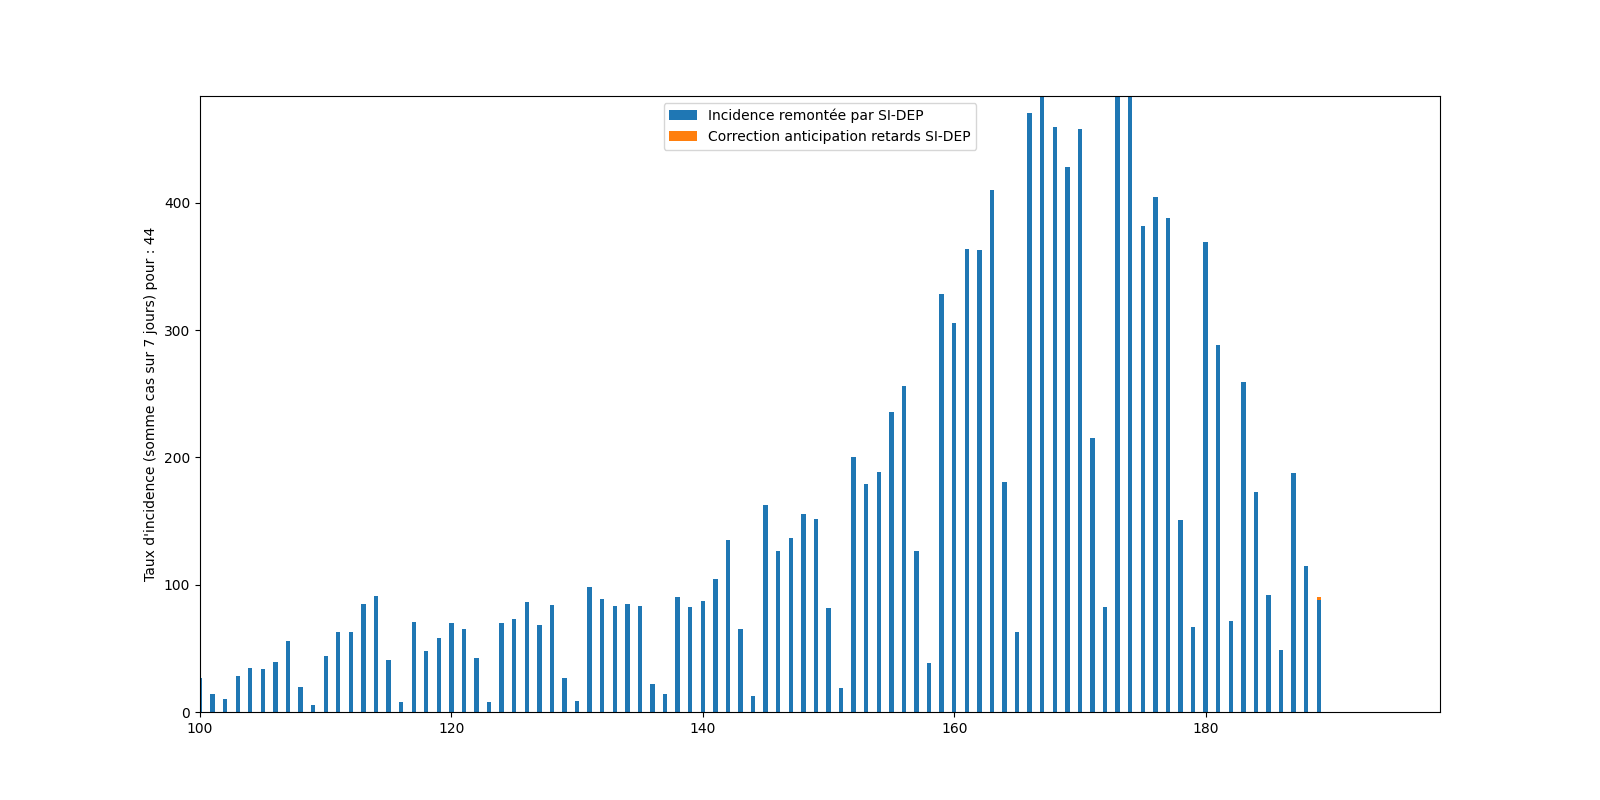 Incidence remontée par SI-DEP
Correction anticipation retards SI-DEP
Taux d'incidence (somme cas sur 7 jours) pour : 44
400
300
200
100
0
100 120 140 160 180